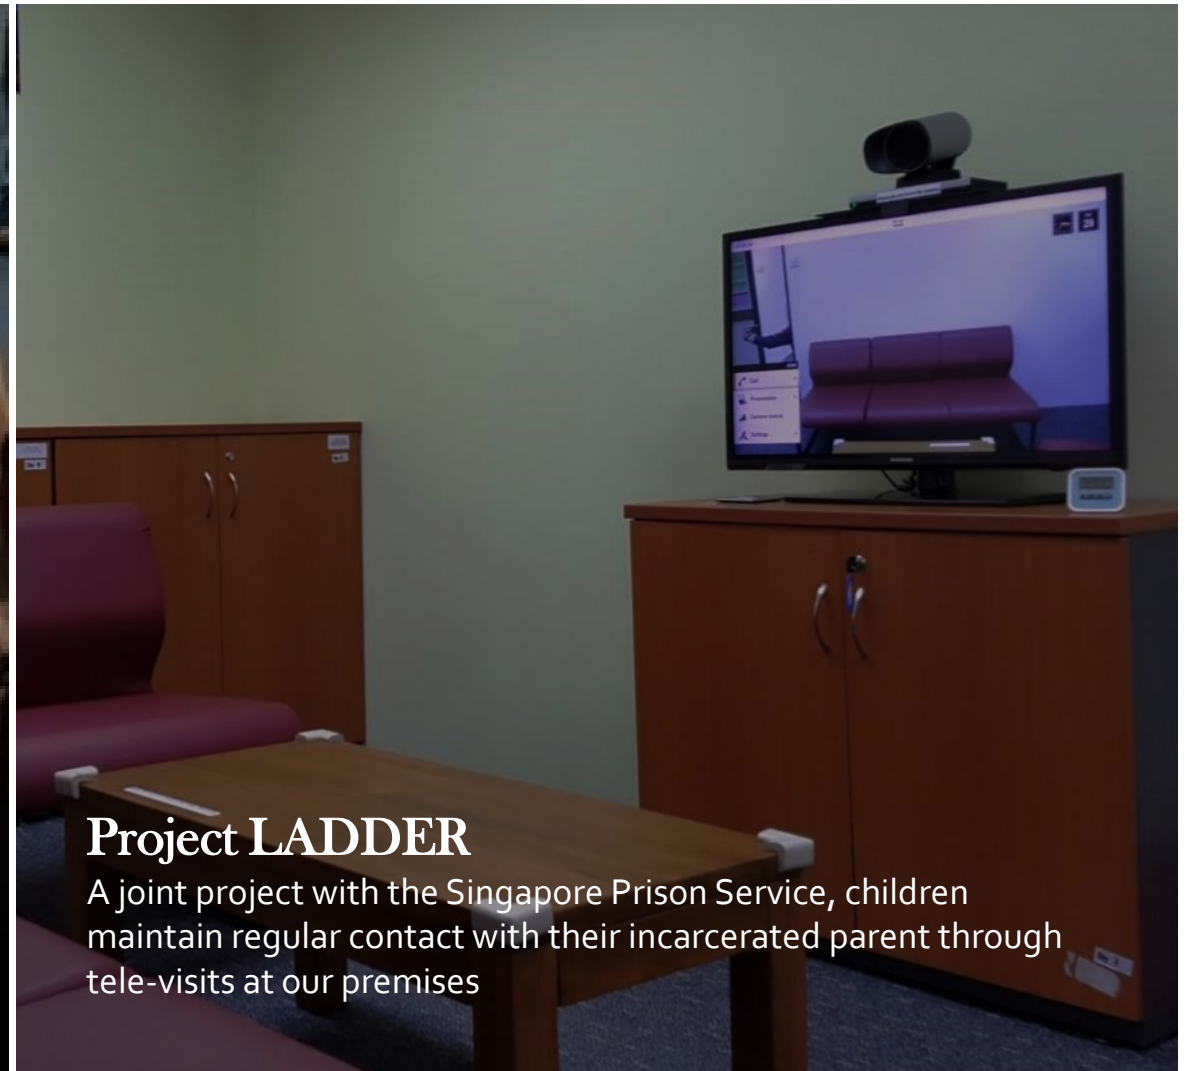 Project LADDER
A joint project with the Singapore Prison Service, children
maintain regular contact with their incarcerated parent through
tele-visits at our premises
Settings